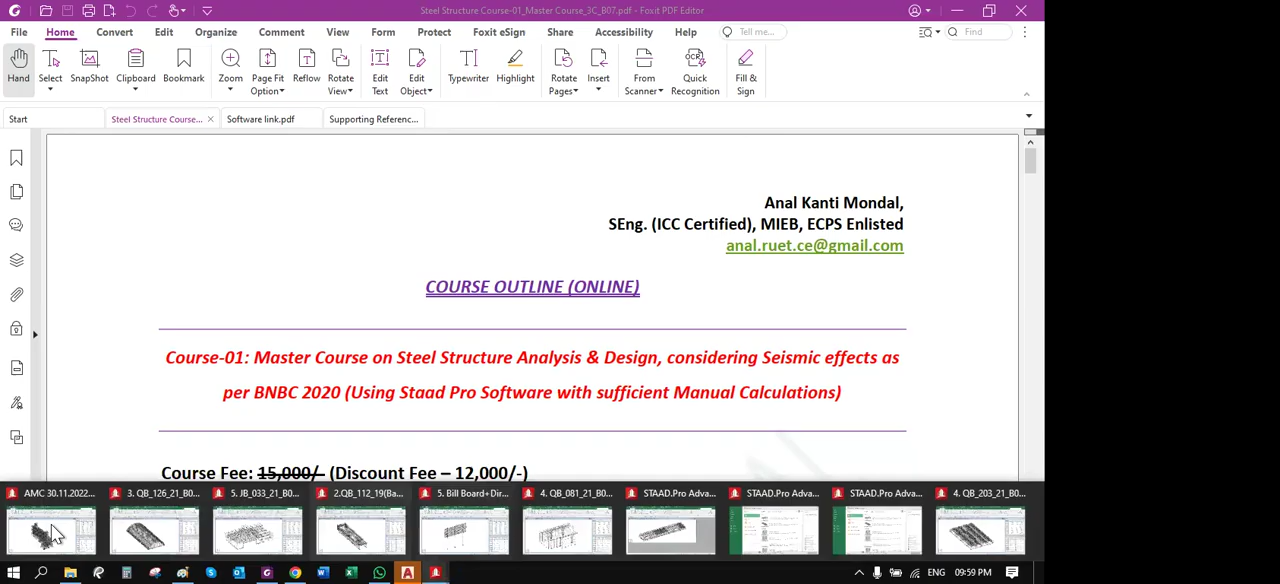 Steel Structure Course-01_Master Course_3C_B07.pdf - Foxit PDF Editor
File Home Convert Edit Organize Comment View Form Protect Foxit eSign Share Accessibility Help Tell me... Find
Hand Select SnapShot Clipboard Bookmark Zoom Page Fit Option Reflow Rotate View Edit Text Edit Object Typewriter Highlight Rotate Pages Insert From Scanner OCR Quick Recognition Fill & Sign
Start Steel Structure Course... Software link.pdf Supporting Referenc...
Anal Kanti Mondal,
SEng. (ICC Certified), MIEB, ECPS Enlisted
anal.ruet.ce@gmail.com
COURSE OUTLINE (ONLINE)
Course-01: Master Course on Steel Structure Analysis & Design, considering Seismic effects as
per BNBC 2020 (Using Staad Pro Software with sufficient Manual Calculations)
Course Fee: 15,000/- (Discount Fee – 12,000/-)
AMC 30.11.2022... 3. QB_126_21_B0... 5. JB_033_21_B0... 2.QB_112_19(Ba... 5. Bill Board+Dir... 4. QB_081_21_B0... STAAD.Pro Adva... STAAD.Pro Adva... STAAD.Pro Adva... 4. QB_203_21_B0...
ENG 09:59 PM